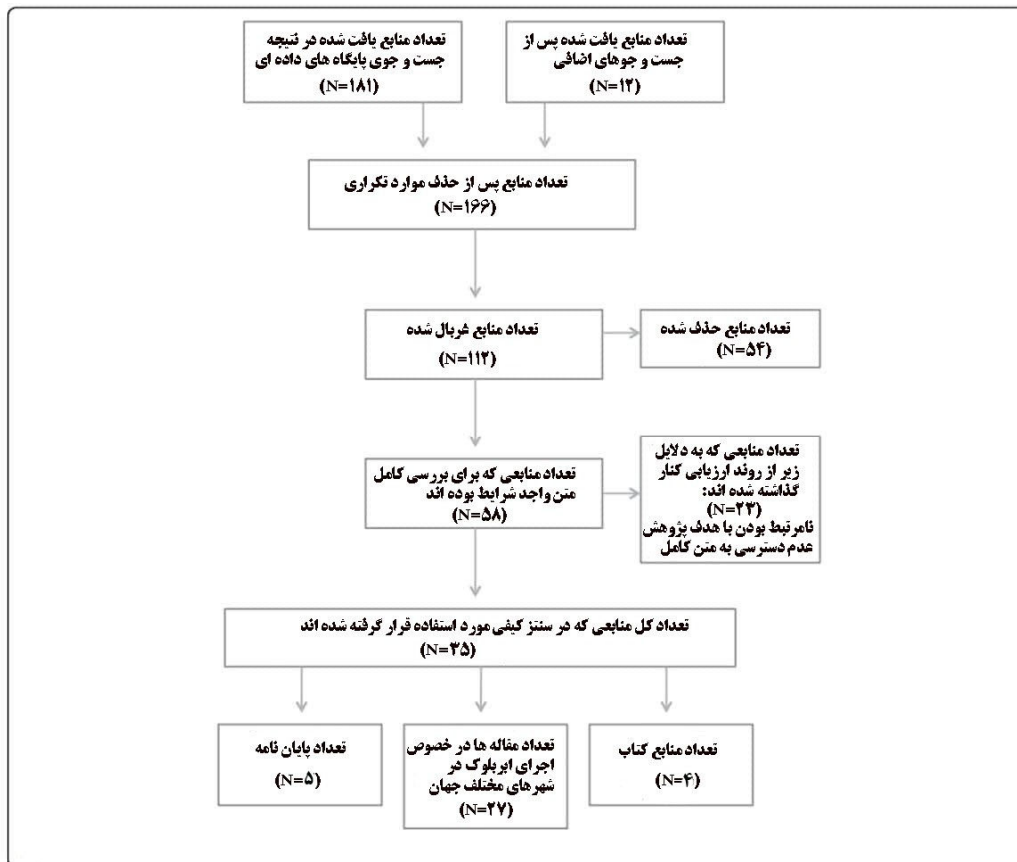 تعداد منابع یافت شده در نتیجه
جست و جوی پایگاه های داده ای
(N=۱۸۱)
تعداد منابع یافت شده پس از
جست و جوهای اضافی
(N=۱۲)
تعداد منابع پس از حذف موارد تکراری
(N=۱۶۶)
تعداد منابع غربال شده
(N=۱۱۲)
تعداد منابع حذف شده
(N=۵۴)
تعداد منابعی که برای بررسی کامل
متن واجد شرایط بوده اند
(N=۵۸)
تعداد منابعی که به دلایل
زیر از روند ارزیابی کنار
گذاشته شده اند:
(N=۲۳)
نامرتبط بودن با هدف پژوهش
عدم دسترسی به متن کامل
تعداد کل منابعی که در سنتز کیفی مورد استفاده قرار گرفته شده اند
(N=۳۵)
تعداد پایان نامه
(N=۵)
تعداد مقاله ها در خصوص
اجرای ابربلوک در
شهرهای مختلف جهان
(N=۲۷)
تعداد منابع کتاب
(N=۴)